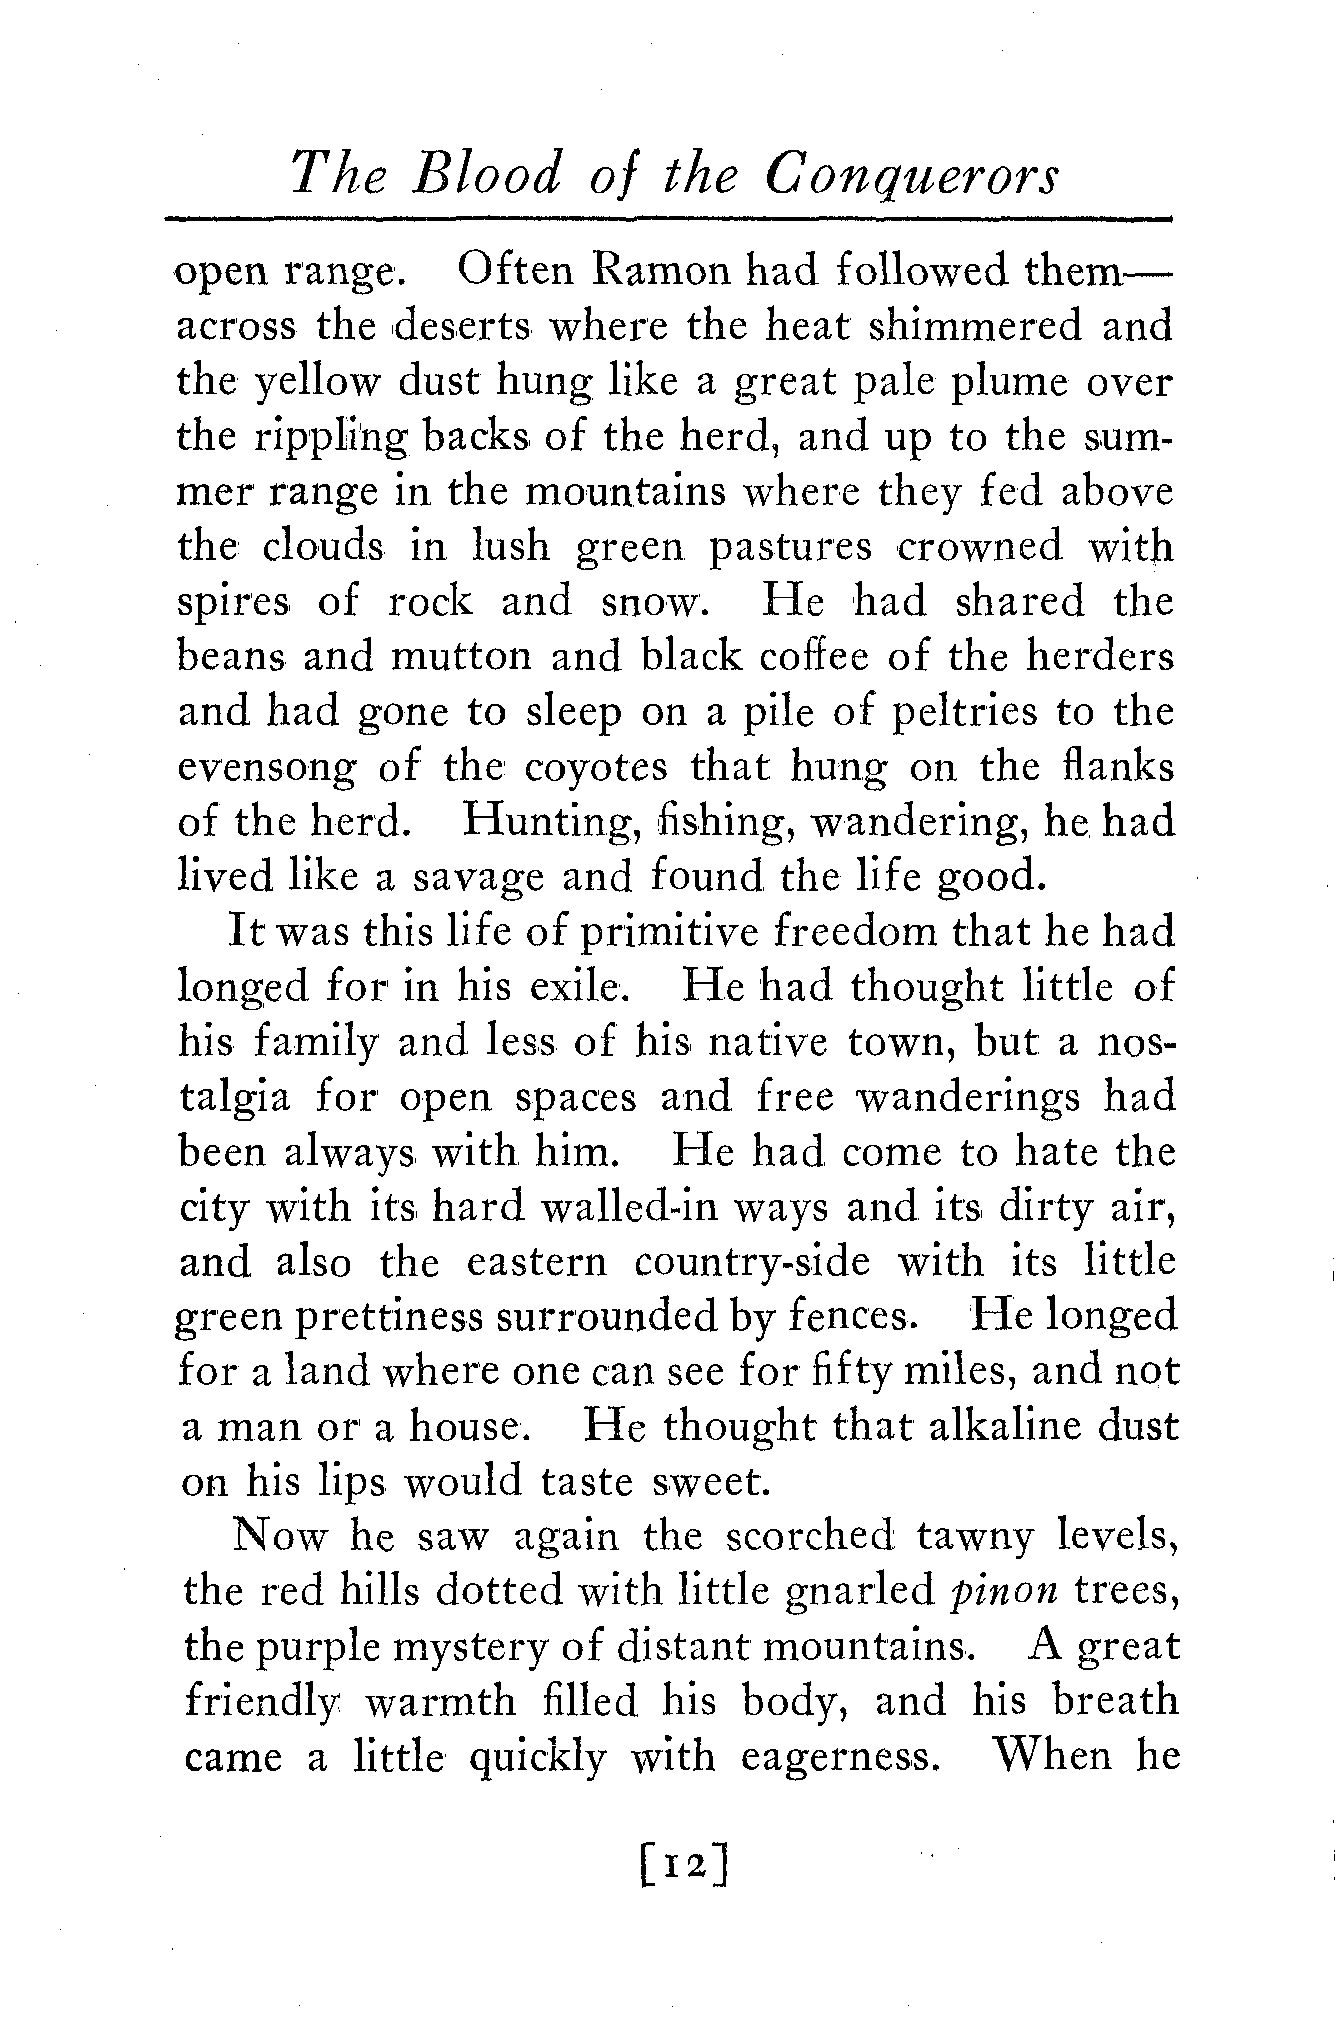 The Blood of the Conquerors
open range. Often Ramon had followed them—
across the deserts where the heat shimmered and
the yellow dust hung like a great pale plume over
the rippling backs of the herd, and up to the sum-
mer range in the mountains where they fed above
the clouds in lush green pastures crowned with
spires of rock and snow. He had shared the
beans and mutton and black coffee of the herders
and had gone to sleep on a pile of peltries to the
evensong of the coyotes that hung on the flanks
of the herd. Hunting, fishing, wandering, he had
lived like a savage and found the life good.
It was this life of primitive freedom that he had
longed for in his exile. He had thought little of
his family and less of his native town, but a nos-
talgia for open spaces and free wanderings had
been always with him. He had come to hate the
city with its hard walled-in ways and its dirty air,
and also the eastern country-side with its little
green prettiness surrounded by fences. He longed
for a land where one can see for fifty miles, and not
a man or a house. He thought that alkaline dust
on his lips would taste sweet.
Now he saw again the scorched tawny levels,
the red hills dotted with little gnarled pinon trees,
the purple mystery of distant mountains. A great
friendly warmth filled his body, and his breath
came a little quickly with eagerness. When he
[12]